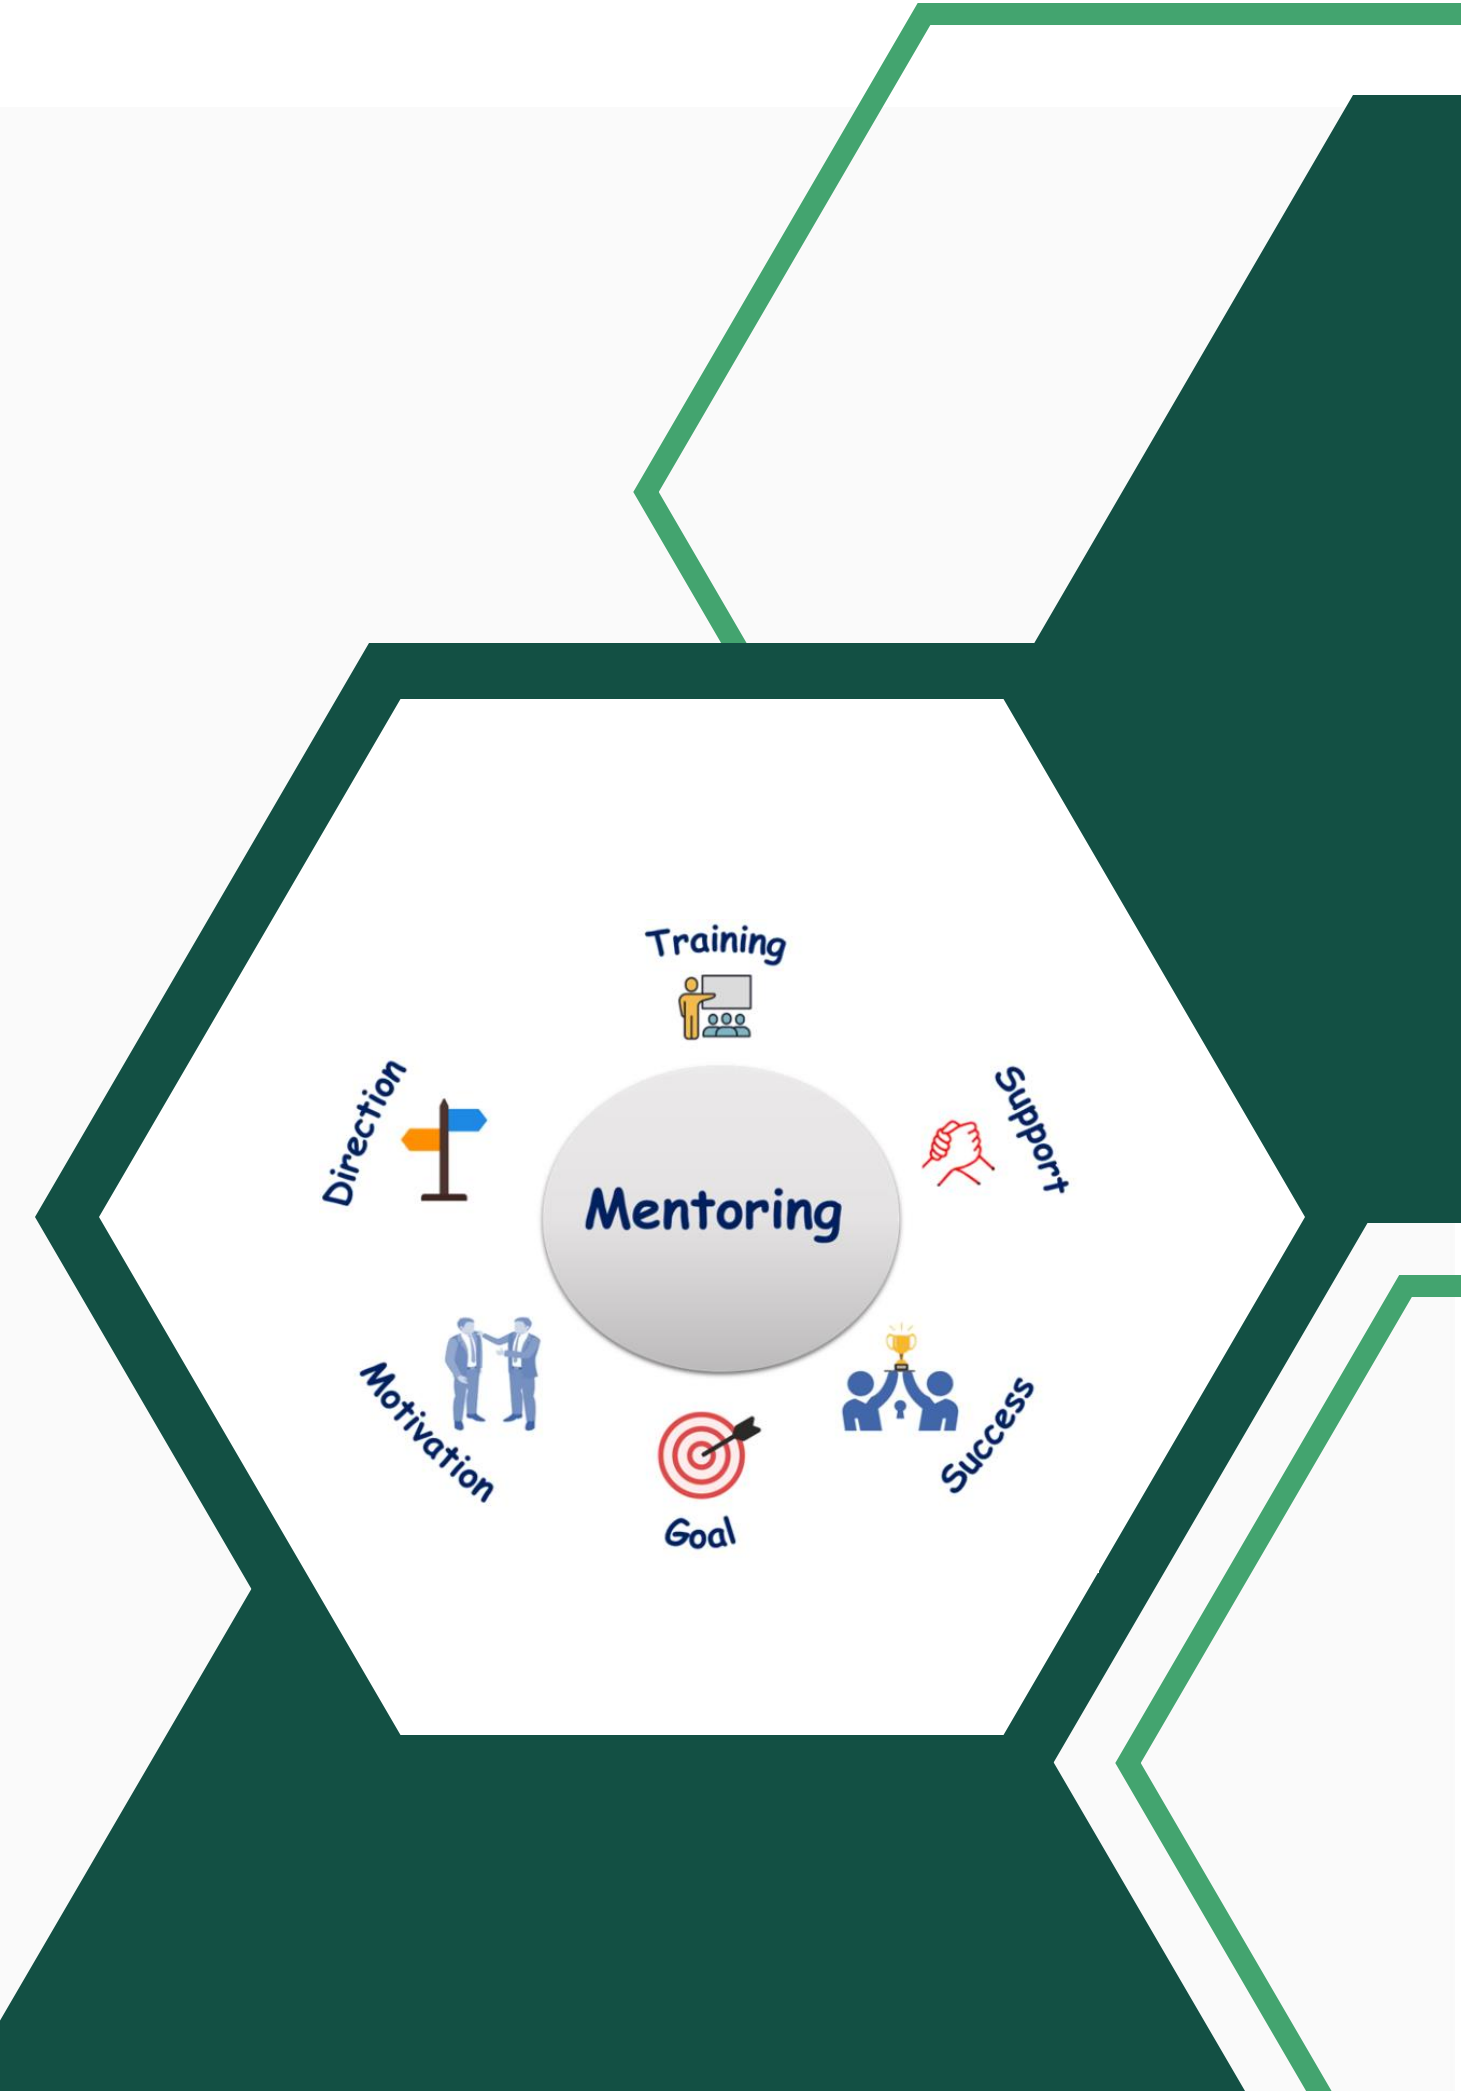 Training
Direction
Support
Mentoring
Motivation
Success
Goal